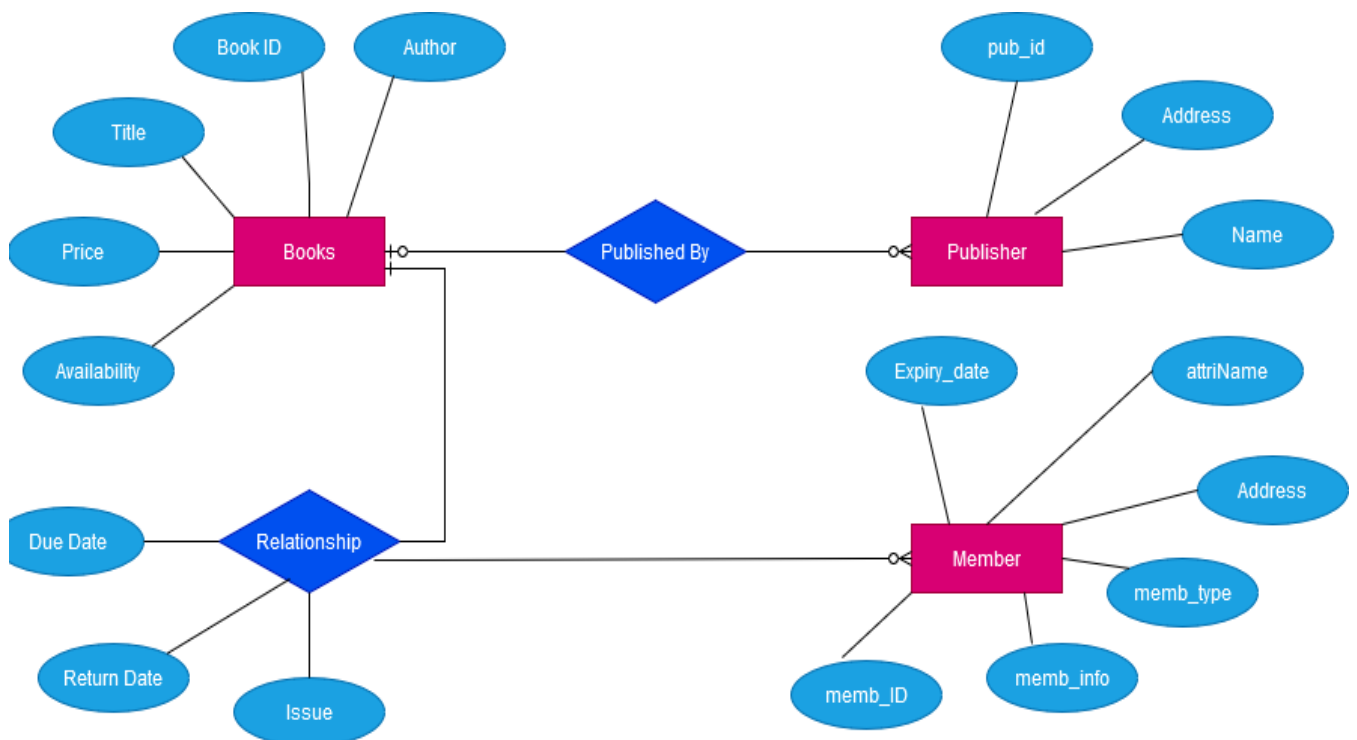 Book ID
Author
pub_id
Address
Title
Price
Books
Published By
Publisher
Name
Availability
Expiry_date
attriName
Address
Due Date
Relationship
Member
memb_type
Return Date
Issue
memb_ID
memb_info